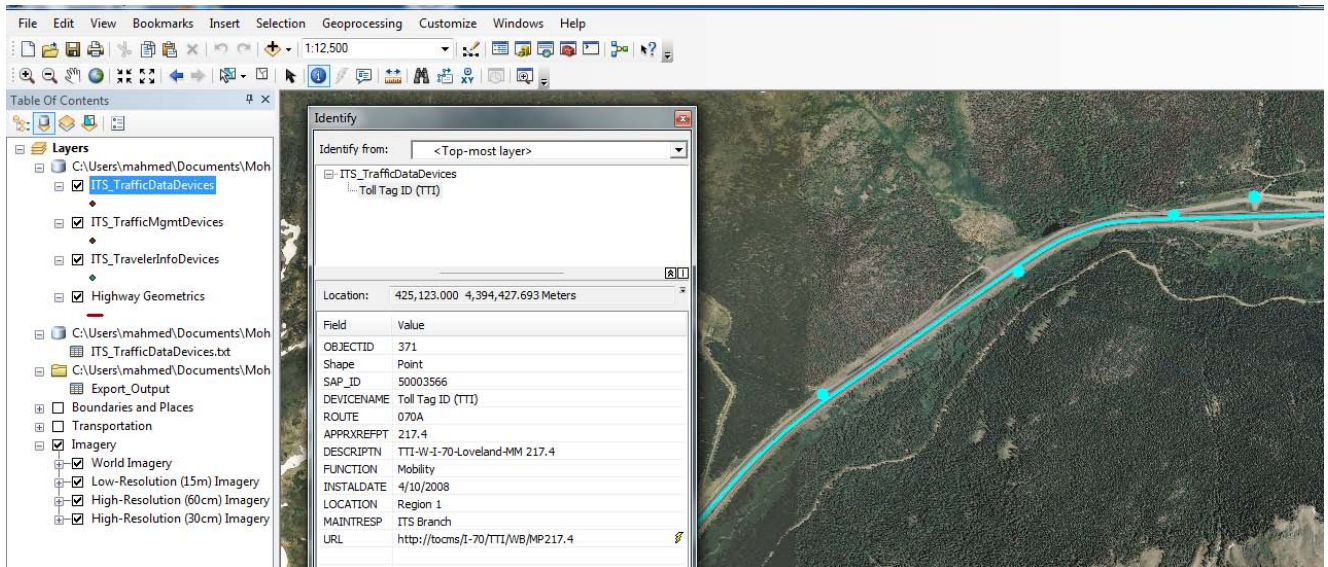 File Edit View Bookmarks Insert Selection Geoprocessing Customize Windows Help
1:12,500
Table Of Contents
Layers
C:\Users\mahmed\Documents\Moh
ITS_TrafficDataDevices
ITS_TrafficMgmtDevices
ITS_TravelerInfoDevices
Highway Geometrics
C:\Users\mahmed\Documents\Moh
ITS_TrafficDataDevices.txt
C:\Users\mahmed\Documents\Moh
Export_Output
Boundaries and Places
Transportation
Imagery
World Imagery
Low-Resolution (15m) Imagery
High-Resolution (60cm) Imagery
High-Resolution (30cm) Imagery
Identify
Identify from: <Top-most layer>
ITS_TrafficDataDevices
Toll Tag ID (TTI)
Location: 425,123.000 4,394,427.693 Meters
Field Value
OBJECTID 371
Shape Point
SAP_ID 50003566
DEVICENAME Toll Tag ID (TTI)
ROUTE 070A
APPRXREFPT 217.4
DESCRIPTN TTI-W-I-70-Loveland-MM 217.4
FUNCTION Mobility
INSTALDATE 4/10/2008
LOCATION Region 1
MAINTRESP ITS Branch
URL http://tocms/I-70/TTI/WB/MP217.4